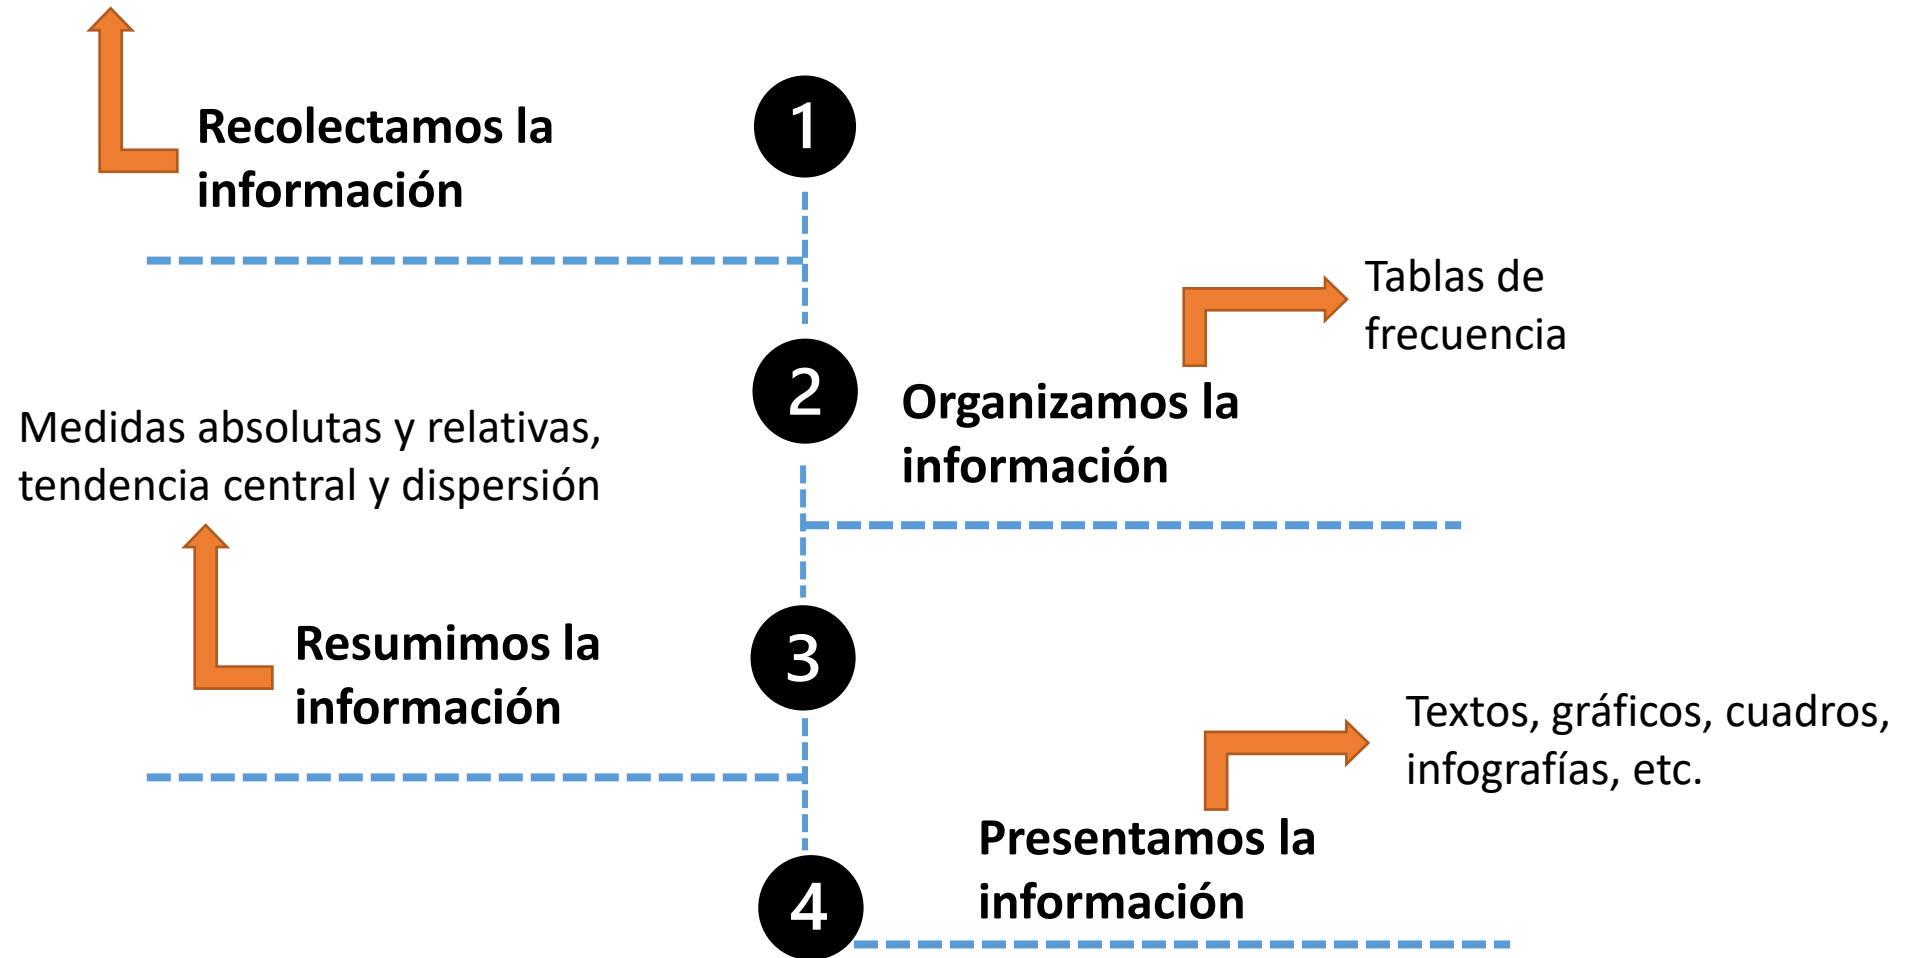 1
Recolectamos la
información
Tablas de
frecuencia
2
Organizamos la
información
Medidas absolutas y relativas,
tendencia central y dispersión
3
Resumimos la
información
Textos, gráficos, cuadros,
infografías, etc.
4
Presentamos la
información